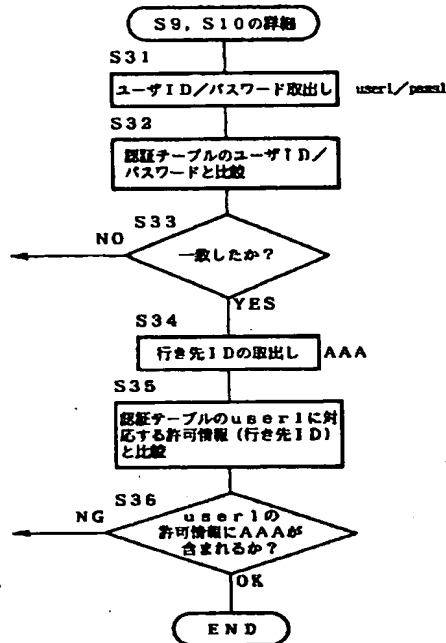 S9，S10の詳細
S31
ユーザID／パスワード取出し
user1／pass1
S32
認証テーブルのユーザID／
パスワードと比較
S33
NO
一致したか？
YES
S34
行き先IDの取出し
AAA
S35
認証テーブルのuser1に対
応する許可情報（行き先ID）
と比較
S36
NG
user1の
許可情報にAAAが
含まれるか？
OK
END